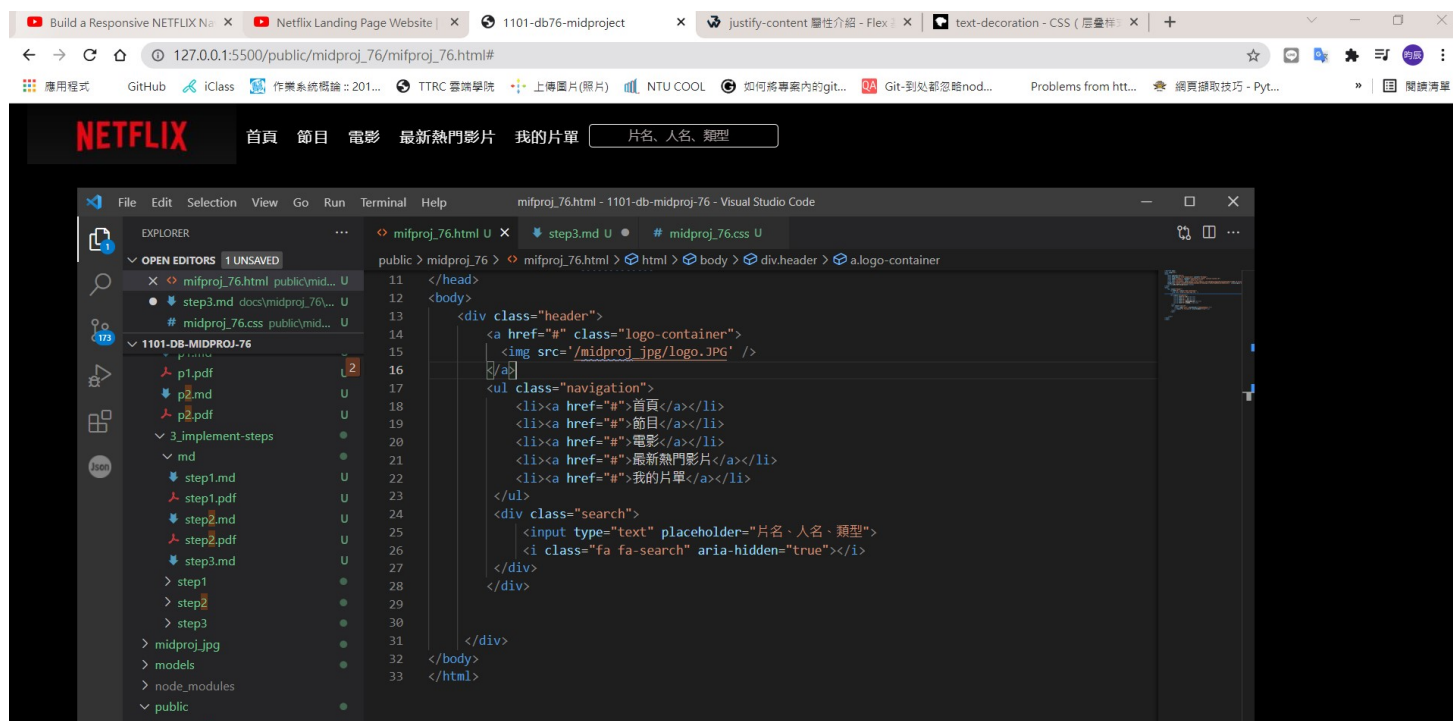 Build a Responsive NETFLIX Na
Netflix Landing Page Website |
1101-db76-midproject
justify-content 屬性介紹 - Flex
text-decoration - CSS（层叠样
127.0.0.1:5500/public/midproj_76/mifproj_76.html#
應用程式
GitHub
iClass
作業系統概論 :: 201...
TTRC 雲端學院
上傳圖片(照片)
NTU COOL
如何將專案內的git...
Git-到处都忽略nod...
Problems from htt...
網頁擷取技巧 - Pyt...
»
閱讀清單
NETFLIX
首頁 節目 電影 最新熱門影片 我的片單
片名、人名、類型
File Edit Selection View Go Run Terminal Help
mifproj_76.html - 1101-db-midproj-76 - Visual Studio Code
EXPLORER
OPEN EDITORS 1 UNSAVED
mifproj_76.html public\mid... U
step3.md docs\midproj_76\... U
# midproj_76.css public\mid... U
1101-DB-MIDPROJ-76
p1.pdf
p2.md U
p2.pdf U
3_implement-steps
md
step1.md U
step1.pdf U
step2.md U
step2.pdf U
step3.md U
step1
step2
step3
midproj_jpg
models
node_modules
public
1
173
Json
mifproj_76.html U
step3.md U
# midproj_76.css U
public > midproj_76 > mifproj_76.html > html > body > div.header > a.logo-container
11 </head>
12 <body>
13 <div class="header">
14 <a href="#" class="logo-container">
15 <img src='/midproj_jpg/logo.JPG' />
16 </a>
17 <ul class="navigation">
18 <li><a href="#">首頁</a></li>
19 <li><a href="#">節目</a></li>
20 <li><a href="#">電影</a></li>
21 <li><a href="#">最新熱門影片</a></li>
22 <li><a href="#">我的片單</a></li>
23 </ul>
24 <div class="search">
25 <input type="text" placeholder="片名、人名、類型">
26 <i class="fa fa-search" aria-hidden="true"></i>
27 </div>
28 </div>
29
30
31 </div>
32 </body>
33 </html>